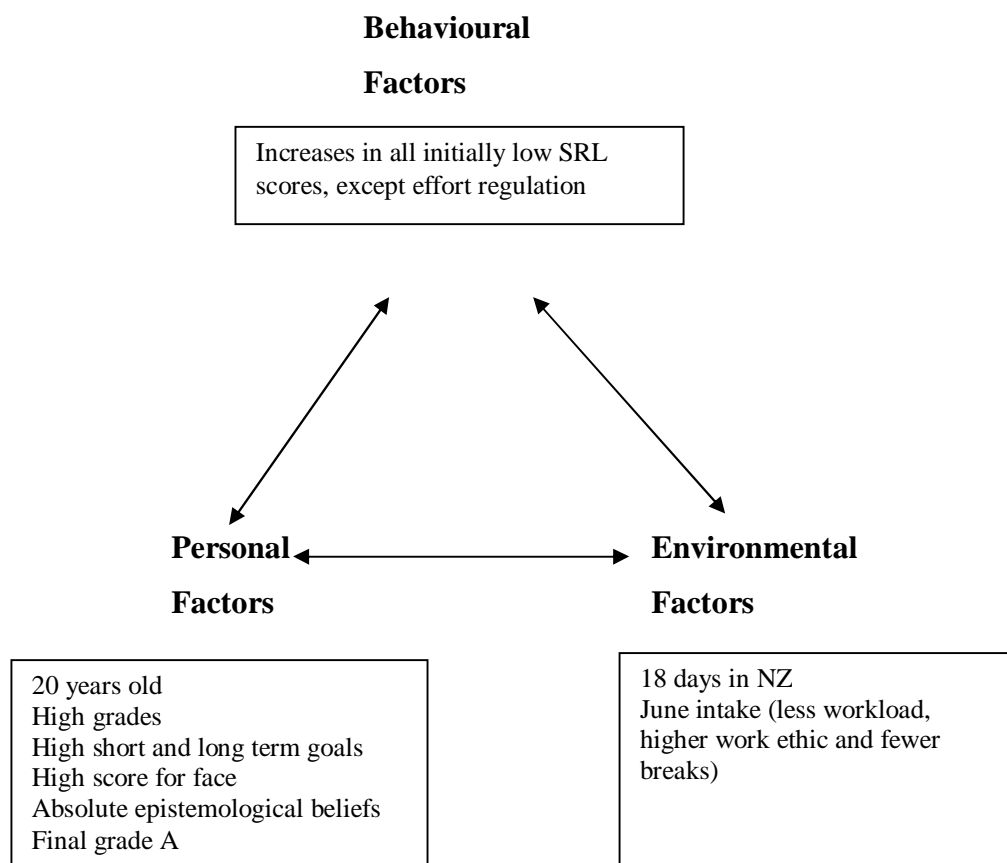 Behavioural
Factors
Increases in all initially low SRL
scores, except effort regulation
Personal
Factors
Environmental
Factors
20 years old
High grades
High short and long term goals
High score for face
Absolute epistemological beliefs
Final grade A
18 days in NZ
June intake (less workload,
higher work ethic and fewer
breaks)